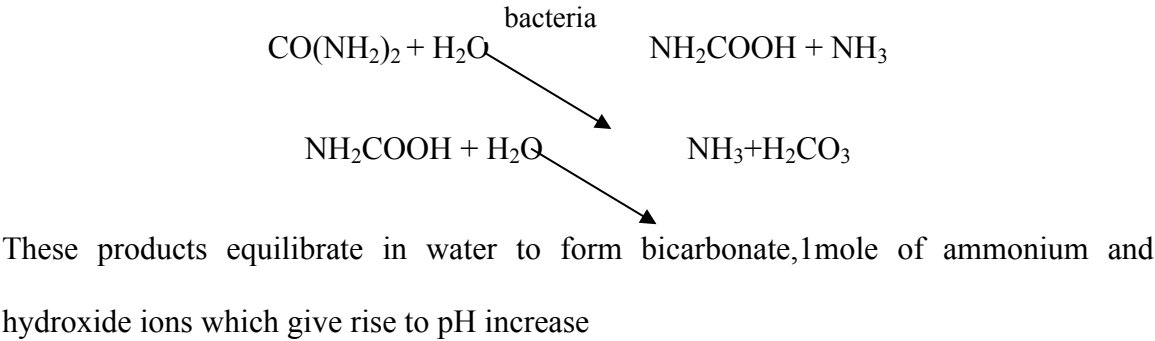 bacteria
CO(NH₂)₂ + H₂O NH₂COOH + NH₃
NH₂COOH + H₂O NH₃+H₂CO₃
These products equilibrate in water to form bicarbonate,1mole of ammonium and
hydroxide ions which give rise to pH increase